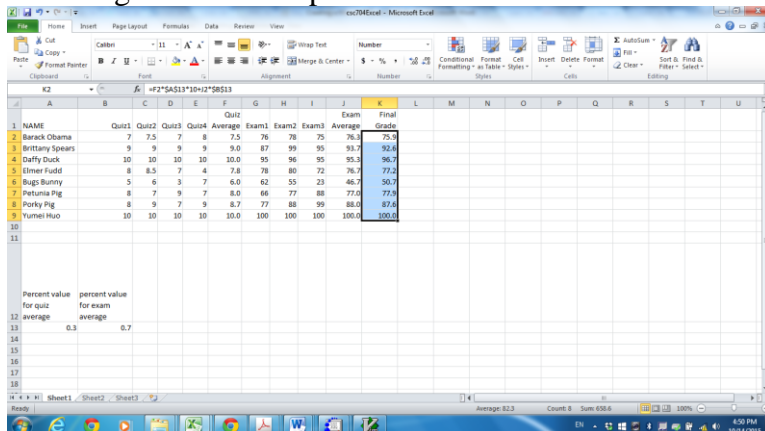 csc704Excel - Microsoft Excel
File Home Insert Page Layout Formulas Data Review View
Cut
Copy
Format Painter
Paste
Clipboard
Calibri 11
B I U
Font
Wrap Text
Merge & Center
Alignment
Number
$ % ,
Number
Conditional Formatting
Format as Table
Cell Styles
Styles
Insert Delete Format
Cells
AutoSum
Fill
Clear
Sort & Filter
Find & Select
Editing
K2 fx =F2*$A$13*10+J2*$B$13
A B C D E F G H I J K L M N O P Q R S T U
Quiz Exam Final
1 NAME Quiz1 Quiz2 Quiz3 Quiz4 Average Exam1 Exam2 Exam3 Average Grade
2 Barack Obama 7 7.5 7 8 7.5 76 78 75 76.3 75.9
3 Brittany Spears 9 9 9 9 9.0 87 99 95 93.7 92.6
4 Daffy Duck 10 10 10 10 10.0 95 96 95 95.3 96.7
5 Elmer Fudd 8 8.5 7 4 7.8 78 80 72 76.7 77.2
6 Bugs Bunny 5 6 3 7 6.0 62 55 23 46.7 50.7
7 Petunia Pig 8 7 9 7 8.0 66 77 88 77.0 77.9
8 Porky Pig 8 9 7 9 8.7 77 88 99 88.0 87.6
9 Yumei Huo 10 10 10 10 10.0 100 100 100 100.0 100.0
10
11
Percent value percent value
for quiz for exam
12 average average
13 0.3 0.7
14
15
16
17
18
Sheet1 Sheet2 Sheet3
Ready Average: 82.3 Count: 8 Sum: 658.6 100%
EN 4:50 PM